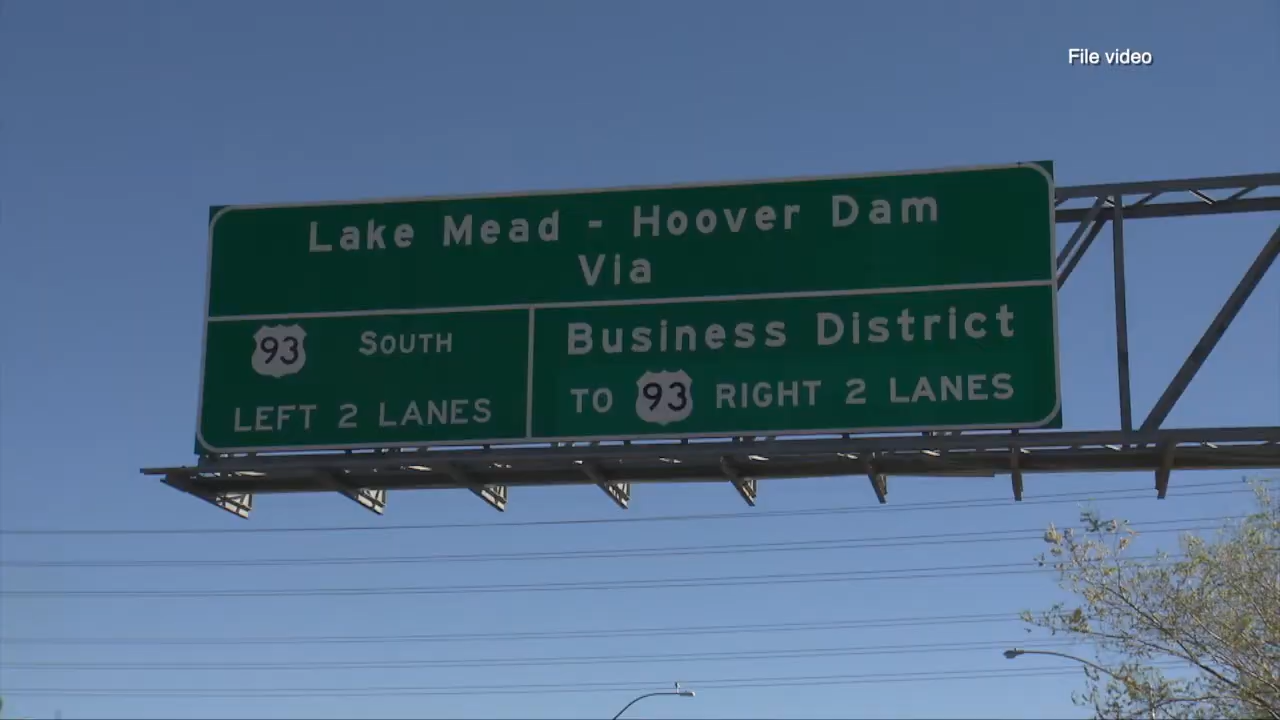 File video
Lake Mead - Hoover Dam
Via
93 SOUTH
LEFT 2 LANES
Business District
TO 93 RIGHT 2 LANES